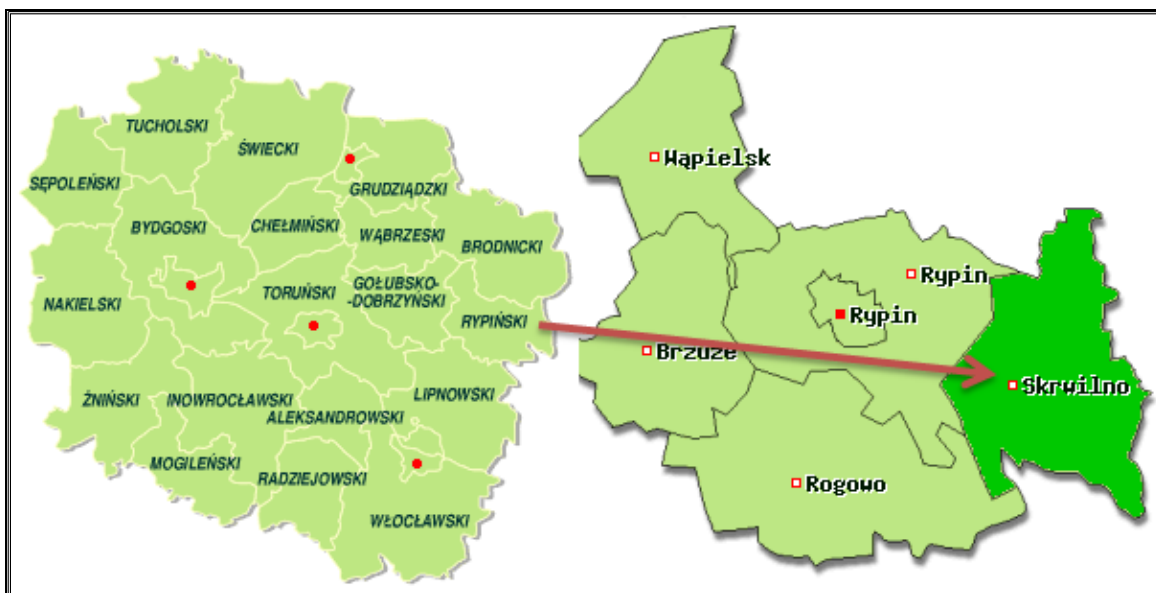 TUCHOLSKI
ŚWIECKI
SĘPOLEŃSKI
GRUDZIĄDZKI
BYDGOSKI
CHEŁMIŃSKI
WĄBRZESKI
BRODNICKI
NAKIELSKI
TORUŃSKI
GOŁUBSKO-
-DOBRZYŃSKI
RYPIŃSKI
ŻNIŃSKI
INOWROCŁAWSKI
ALEKSANDROWSKI
LIPNOWSKI
MOGILEŃSKI
RADZIEJOWSKI
WŁOCŁAWSKI
Wąpielsk
Rypin
Rypin
Brzuze
Skrwilno
Rogowo